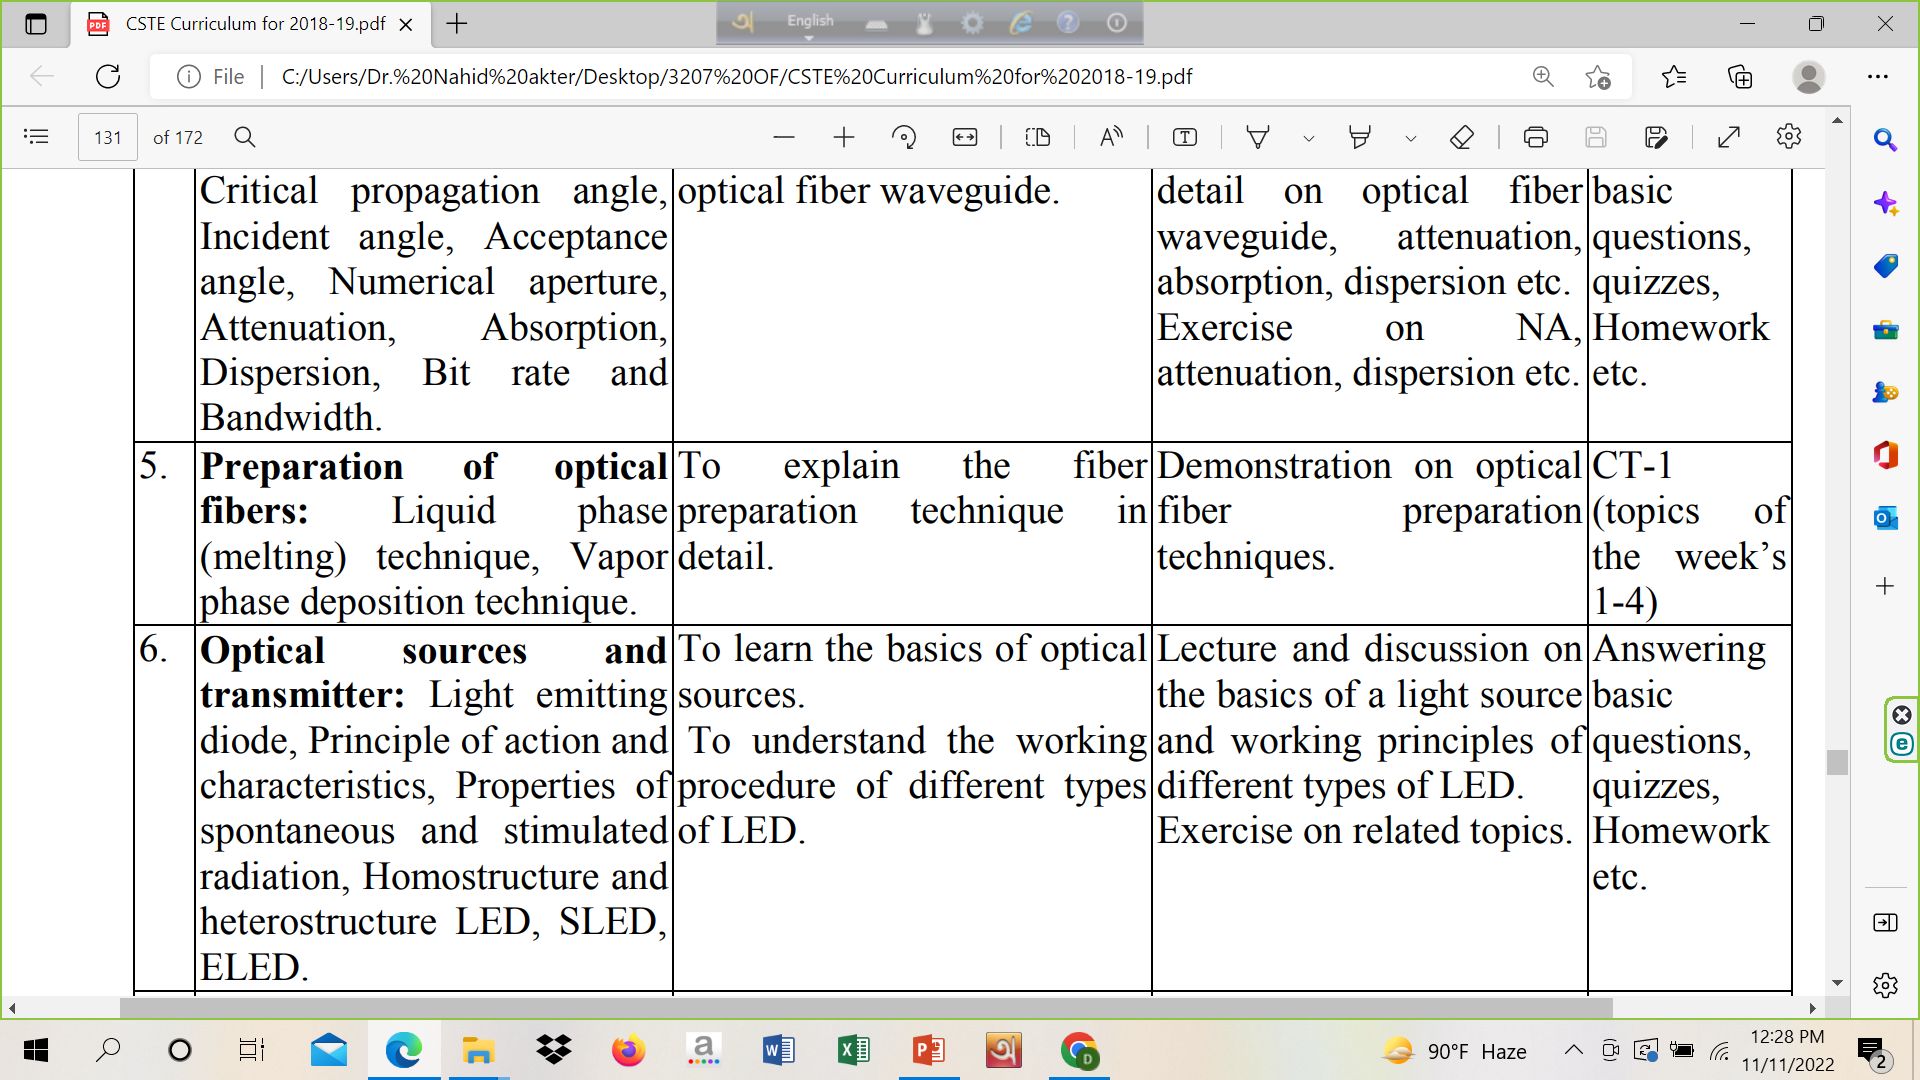 CSTE Curriculum for 2018-19.pdf
English
File
C:/Users/Dr.%20Nahid%20akter/Desktop/3207%20OF/CSTE%20Curriculum%20for%202018-19.pdf
131 of 172
Critical propagation angle,
Incident angle, Acceptance
angle, Numerical aperture,
Attenuation, Absorption,
Dispersion, Bit rate and
Bandwidth.
optical fiber waveguide.
detail on optical fiber
waveguide, attenuation,
absorption, dispersion etc.
Exercise on NA,
attenuation, dispersion etc.
basic
questions,
quizzes,
Homework
etc.
5.
Preparation of optical
fibers: Liquid phase
(melting) technique, Vapor
phase deposition technique.
To explain the fiber
preparation technique in
detail.
Demonstration on optical
fiber preparation
techniques.
CT-1
(topics of
the week’s
1-4)
6.
Optical sources and
transmitter: Light emitting
diode, Principle of action and
characteristics, Properties of
spontaneous and stimulated
radiation, Homostructure and
heterostructure LED, SLED,
ELED.
To learn the basics of optical
sources.
To understand the working
procedure of different types
of LED.
Lecture and discussion on
the basics of a light source
and working principles of
different types of LED.
Exercise on related topics.
Answering
basic
questions,
quizzes,
Homework
etc.
90°F Haze
12:28 PM
11/11/2022
2